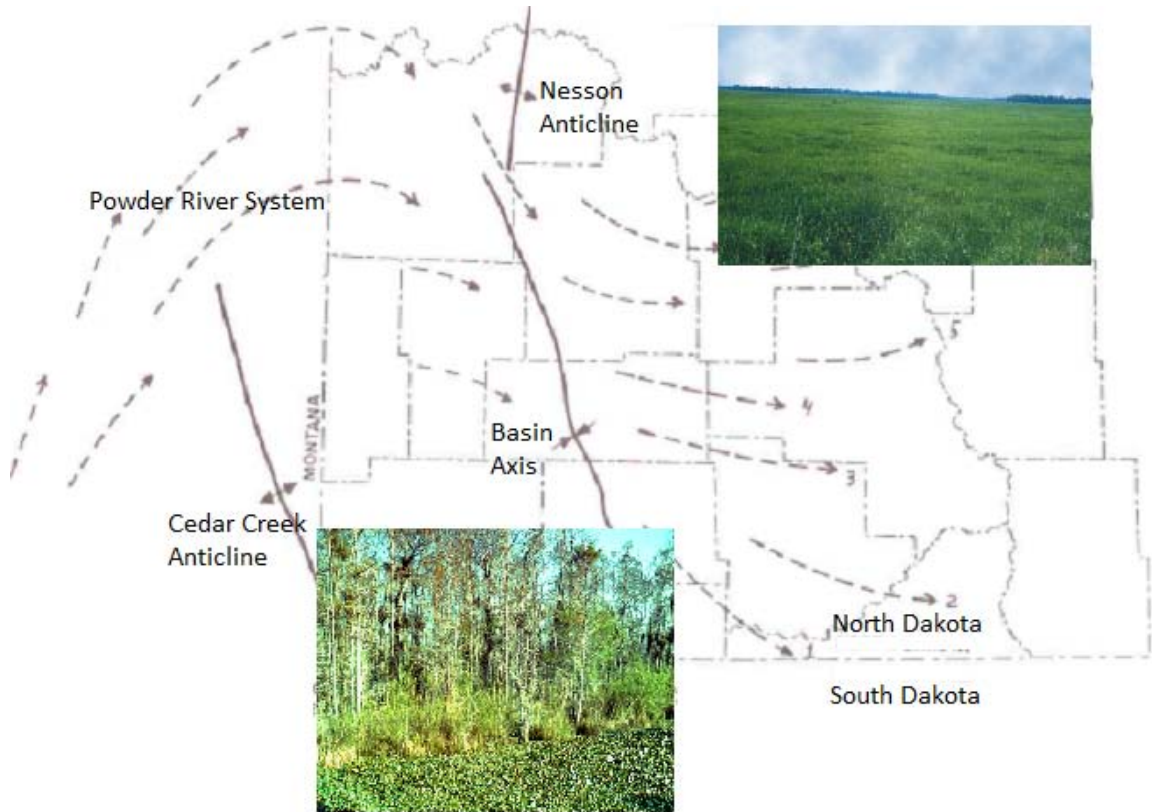 Nesson
Anticline
Powder River System
5
4
Basin
Axis
MONTANA
3
Cedar Creek
Anticline
2
North Dakota
1
South Dakota